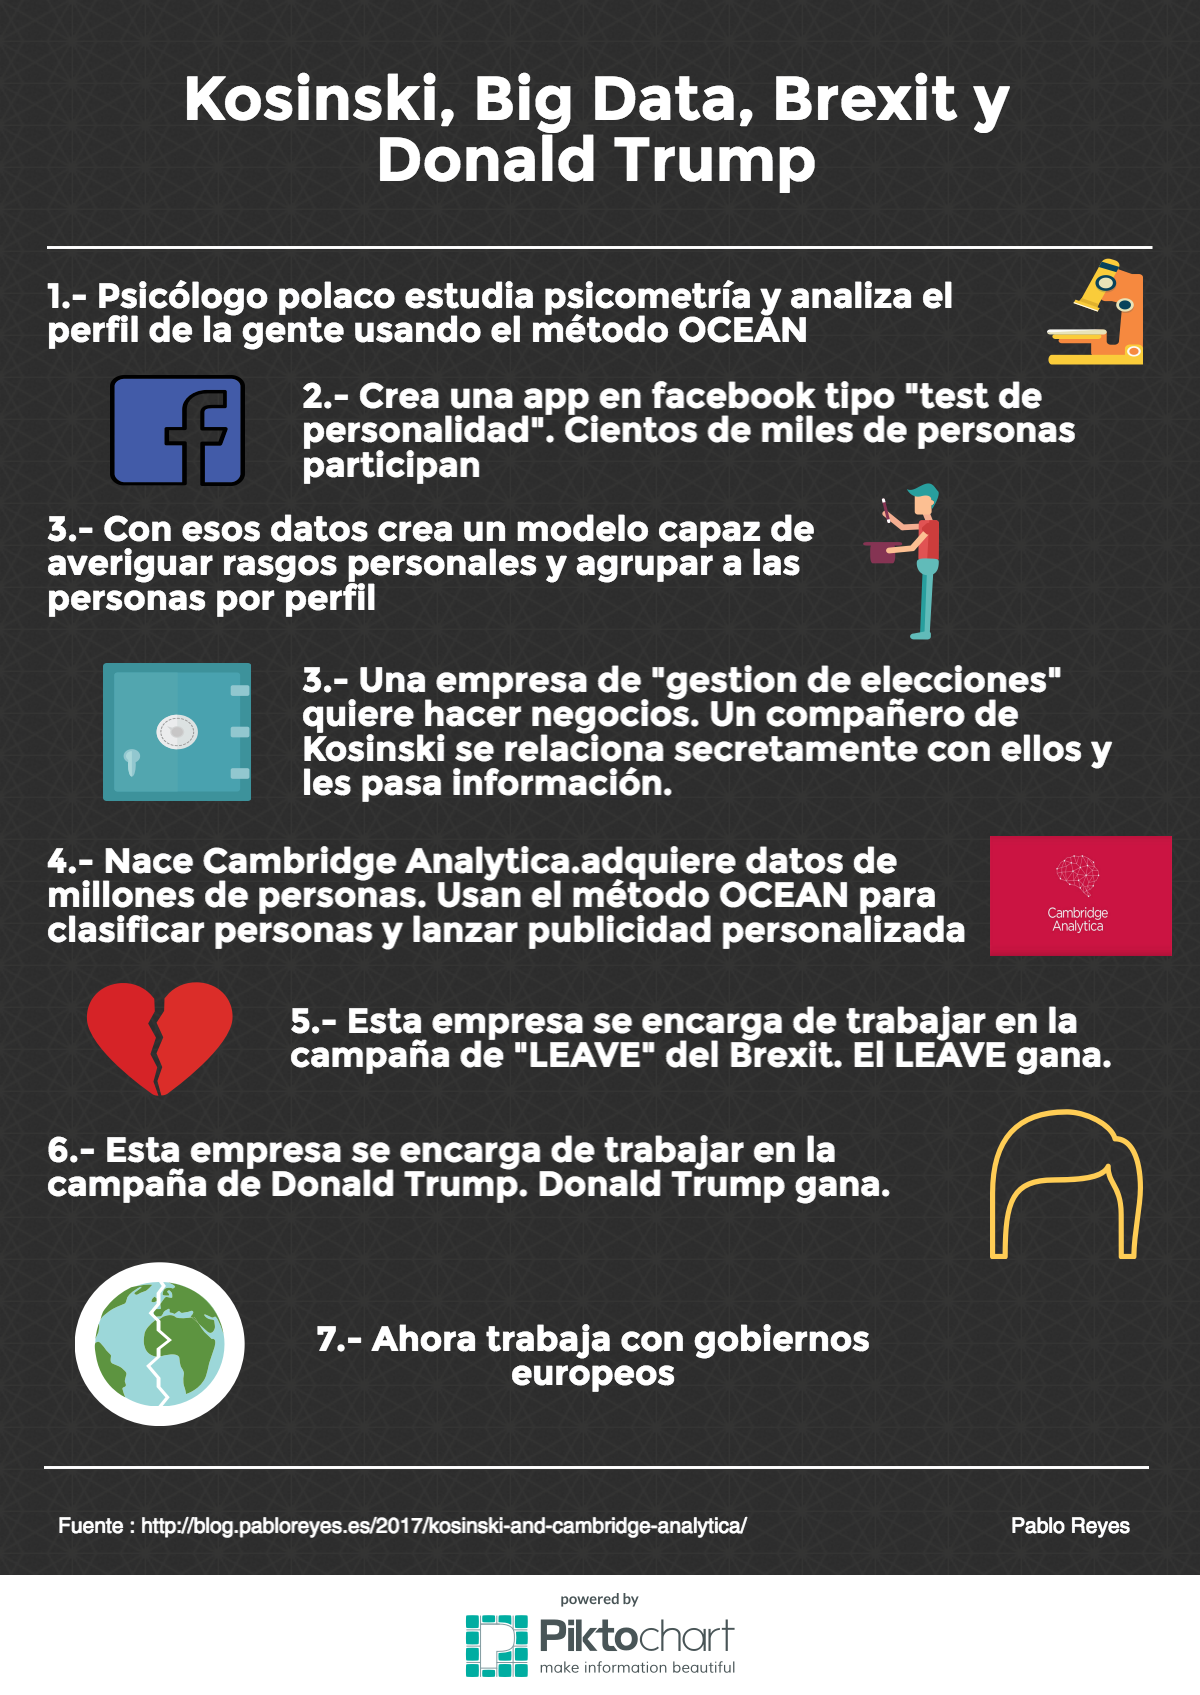 Kosinski, Big Data, Brexit y
Donald Trump
1.- Psicólogo polaco estudia psicometría y analiza el
perfil de la gente usando el método OCEAN
2.- Crea una app en facebook tipo "test de
personalidad". Cientos de miles de personas
participan
3.- Con esos datos crea un modelo capaz de
averiguar rasgos personales y agrupar a las
personas por perfil
3.- Una empresa de "gestion de elecciones"
quiere hacer negocios. Un compañero de
Kosinski se relaciona secretamente con ellos y
les pasa información.
4.- Nace Cambridge Analytica.adquiere datos de
millones de personas. Usan el método OCEAN para
clasificar personas y lanzar publicidad personalizada
Cambridge
Analytica
5.- Esta empresa se encarga de trabajar en la
campaña de "LEAVE" del Brexit. El LEAVE gana.
6.- Esta empresa se encarga de trabajar en la
campaña de Donald Trump. Donald Trump gana.
7.- Ahora trabaja con gobiernos
europeos
Fuente : http://blog.pabloreyes.es/2017/kosinski-and-cambridge-analytica/
Pablo Reyes
powered by
Piktochart
make information beautiful